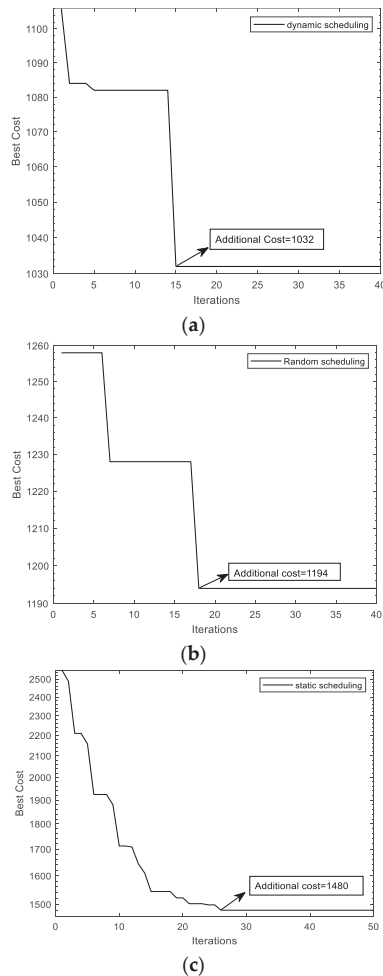 1100
1090
1080
1070
1060
1050
1040
1030
Best Cost
dynamic scheduling
Additional Cost=1032
0 5 10 15 20 25 30 35 40
Iterations
(a)
1260
1250
1240
1230
1220
1210
1200
1190
Best Cost
Random scheduling
Additional cost=1194
0 5 10 15 20 25 30 35 40
Iterations
(b)
2500
2400
2300
2200
2100
2000
1900
1800
1700
1600
1500
Best Cost
static scheduling
Additional cost=1480
0 10 20 30 40 50
Iterations
(c)